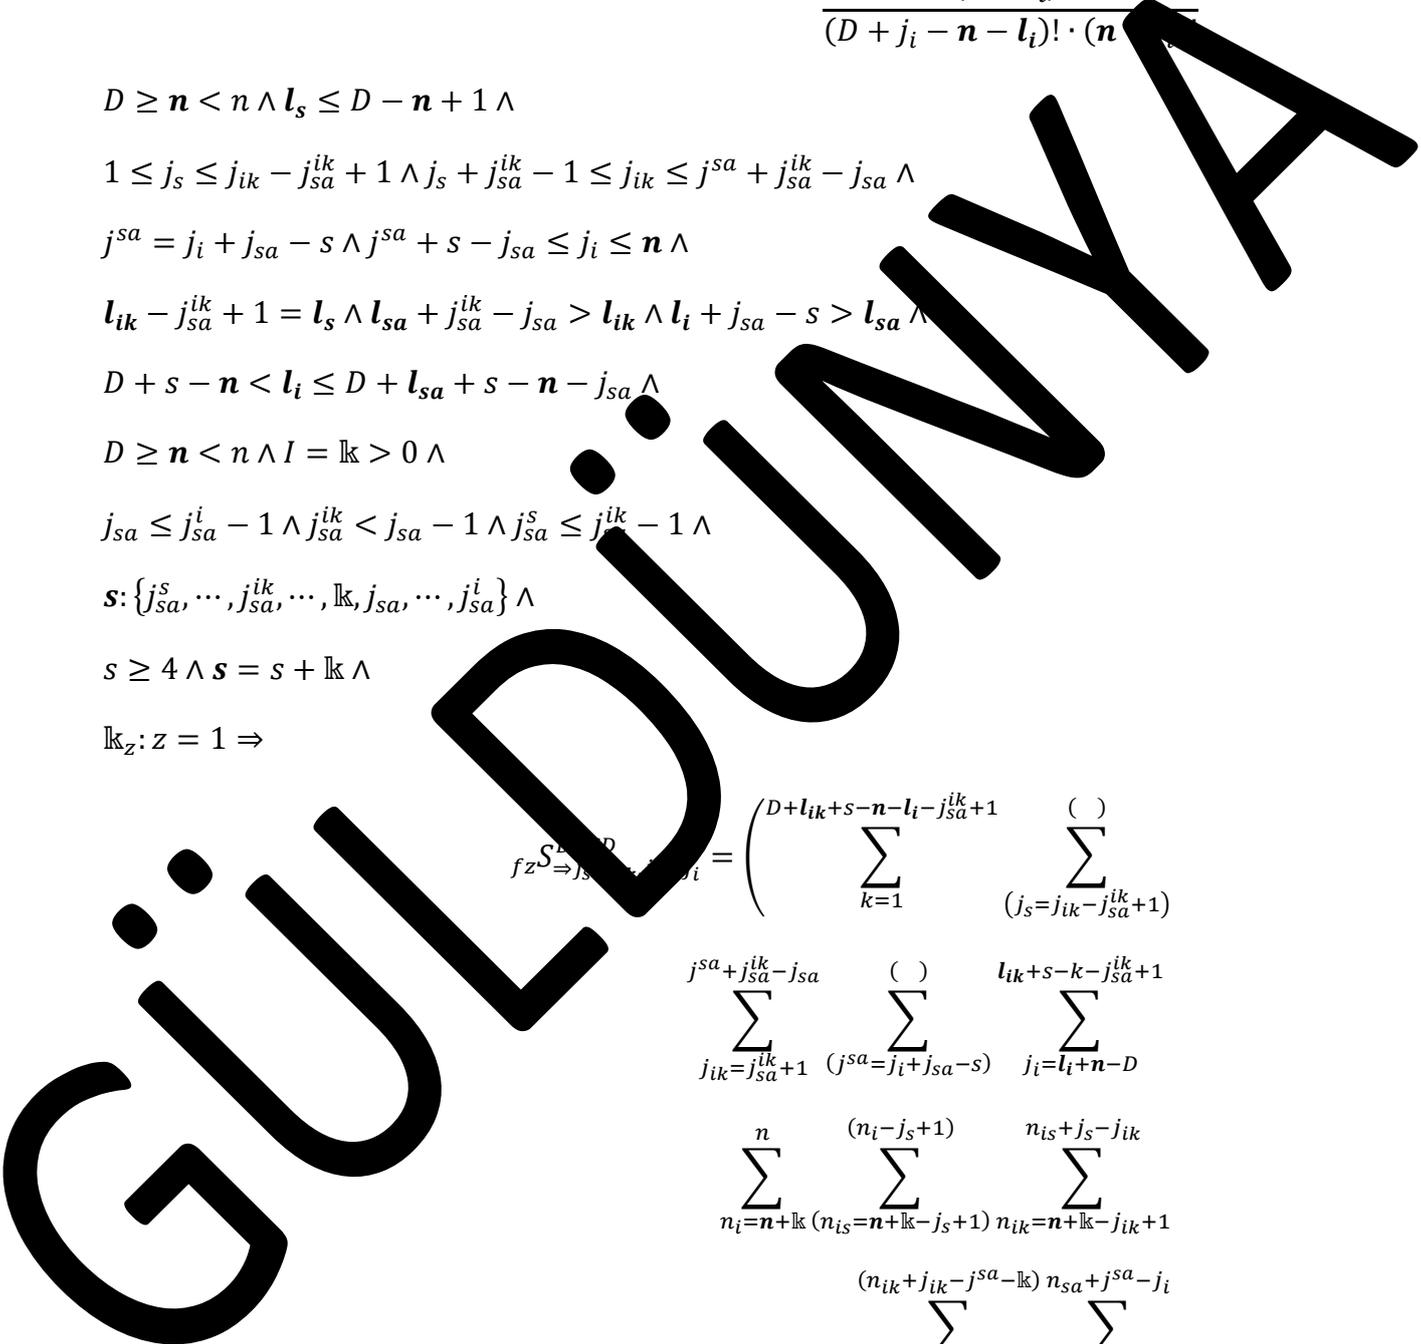 (D + j_i − n − l_i)! · (n
D ≥ n < n ∧ l_s ≤ D − n + 1 ∧
1 ≤ j_s ≤ j_{ik} − j_{sa}^{ik} + 1 ∧ j_s + j_{sa}^{ik} − 1 ≤ j_{ik} ≤ j^{sa} + j_{sa}^{ik} − j_{sa} ∧
j^{sa} = j_i + j_{sa} − s ∧ j^{sa} + s − j_{sa} ≤ j_i ≤ n ∧
l_{ik} − j_{sa}^{ik} + 1 = l_s ∧ l_{sa} + j_{sa}^{ik} − j_{sa} > l_{ik} ∧ l_i + j_{sa} − s > l_{sa} ∧
D + s − n < l_i ≤ D + l_{sa} + s − n − j_{sa} ∧
D ≥ n < n ∧ I = 𝕜 > 0 ∧
j_{sa} ≤ j_{sa}^{i} − 1 ∧ j_{sa}^{ik} < j_{sa} − 1 ∧ j_{sa}^{s} ≤ j_{sa}^{ik} − 1 ∧
s: {j_{sa}^{s}, ⋯ , j_{sa}^{ik}, ⋯ , 𝕜, j_{sa}, ⋯ , j_{sa}^{i}} ∧
s ≥ 4 ∧ s = s + 𝕜 ∧
𝕜_z: z = 1 ⇒
D+l_{ik}+s−n−l_i−j_{sa}^{ik}+1 ( )
_{fz}S = ( ∑ ∑
k=1 (j_s=j_{ik}−j_{sa}^{ik}+1)
j^{sa}+j_{sa}^{ik}−j_{sa} ( ) l_{ik}+s−k−j_{sa}^{ik}+1
∑ ∑ ∑
j_{ik}=j_{sa}^{ik}+1 (j^{sa}=j_i+j_{sa}−s) j_i=l_i+n−D
n (n_i−j_s+1) n_{is}+j_s−j_{ik}
∑ ∑ ∑
n_i=n+𝕜 (n_{is}=n+𝕜−j_s+1) n_{ik}=n+𝕜−j_{ik}+1
(n_{ik}+j_{ik}−j^{sa}−𝕜) n_{sa}+j^{sa}−j_i
∑ ∑
GÜLDÜNYA